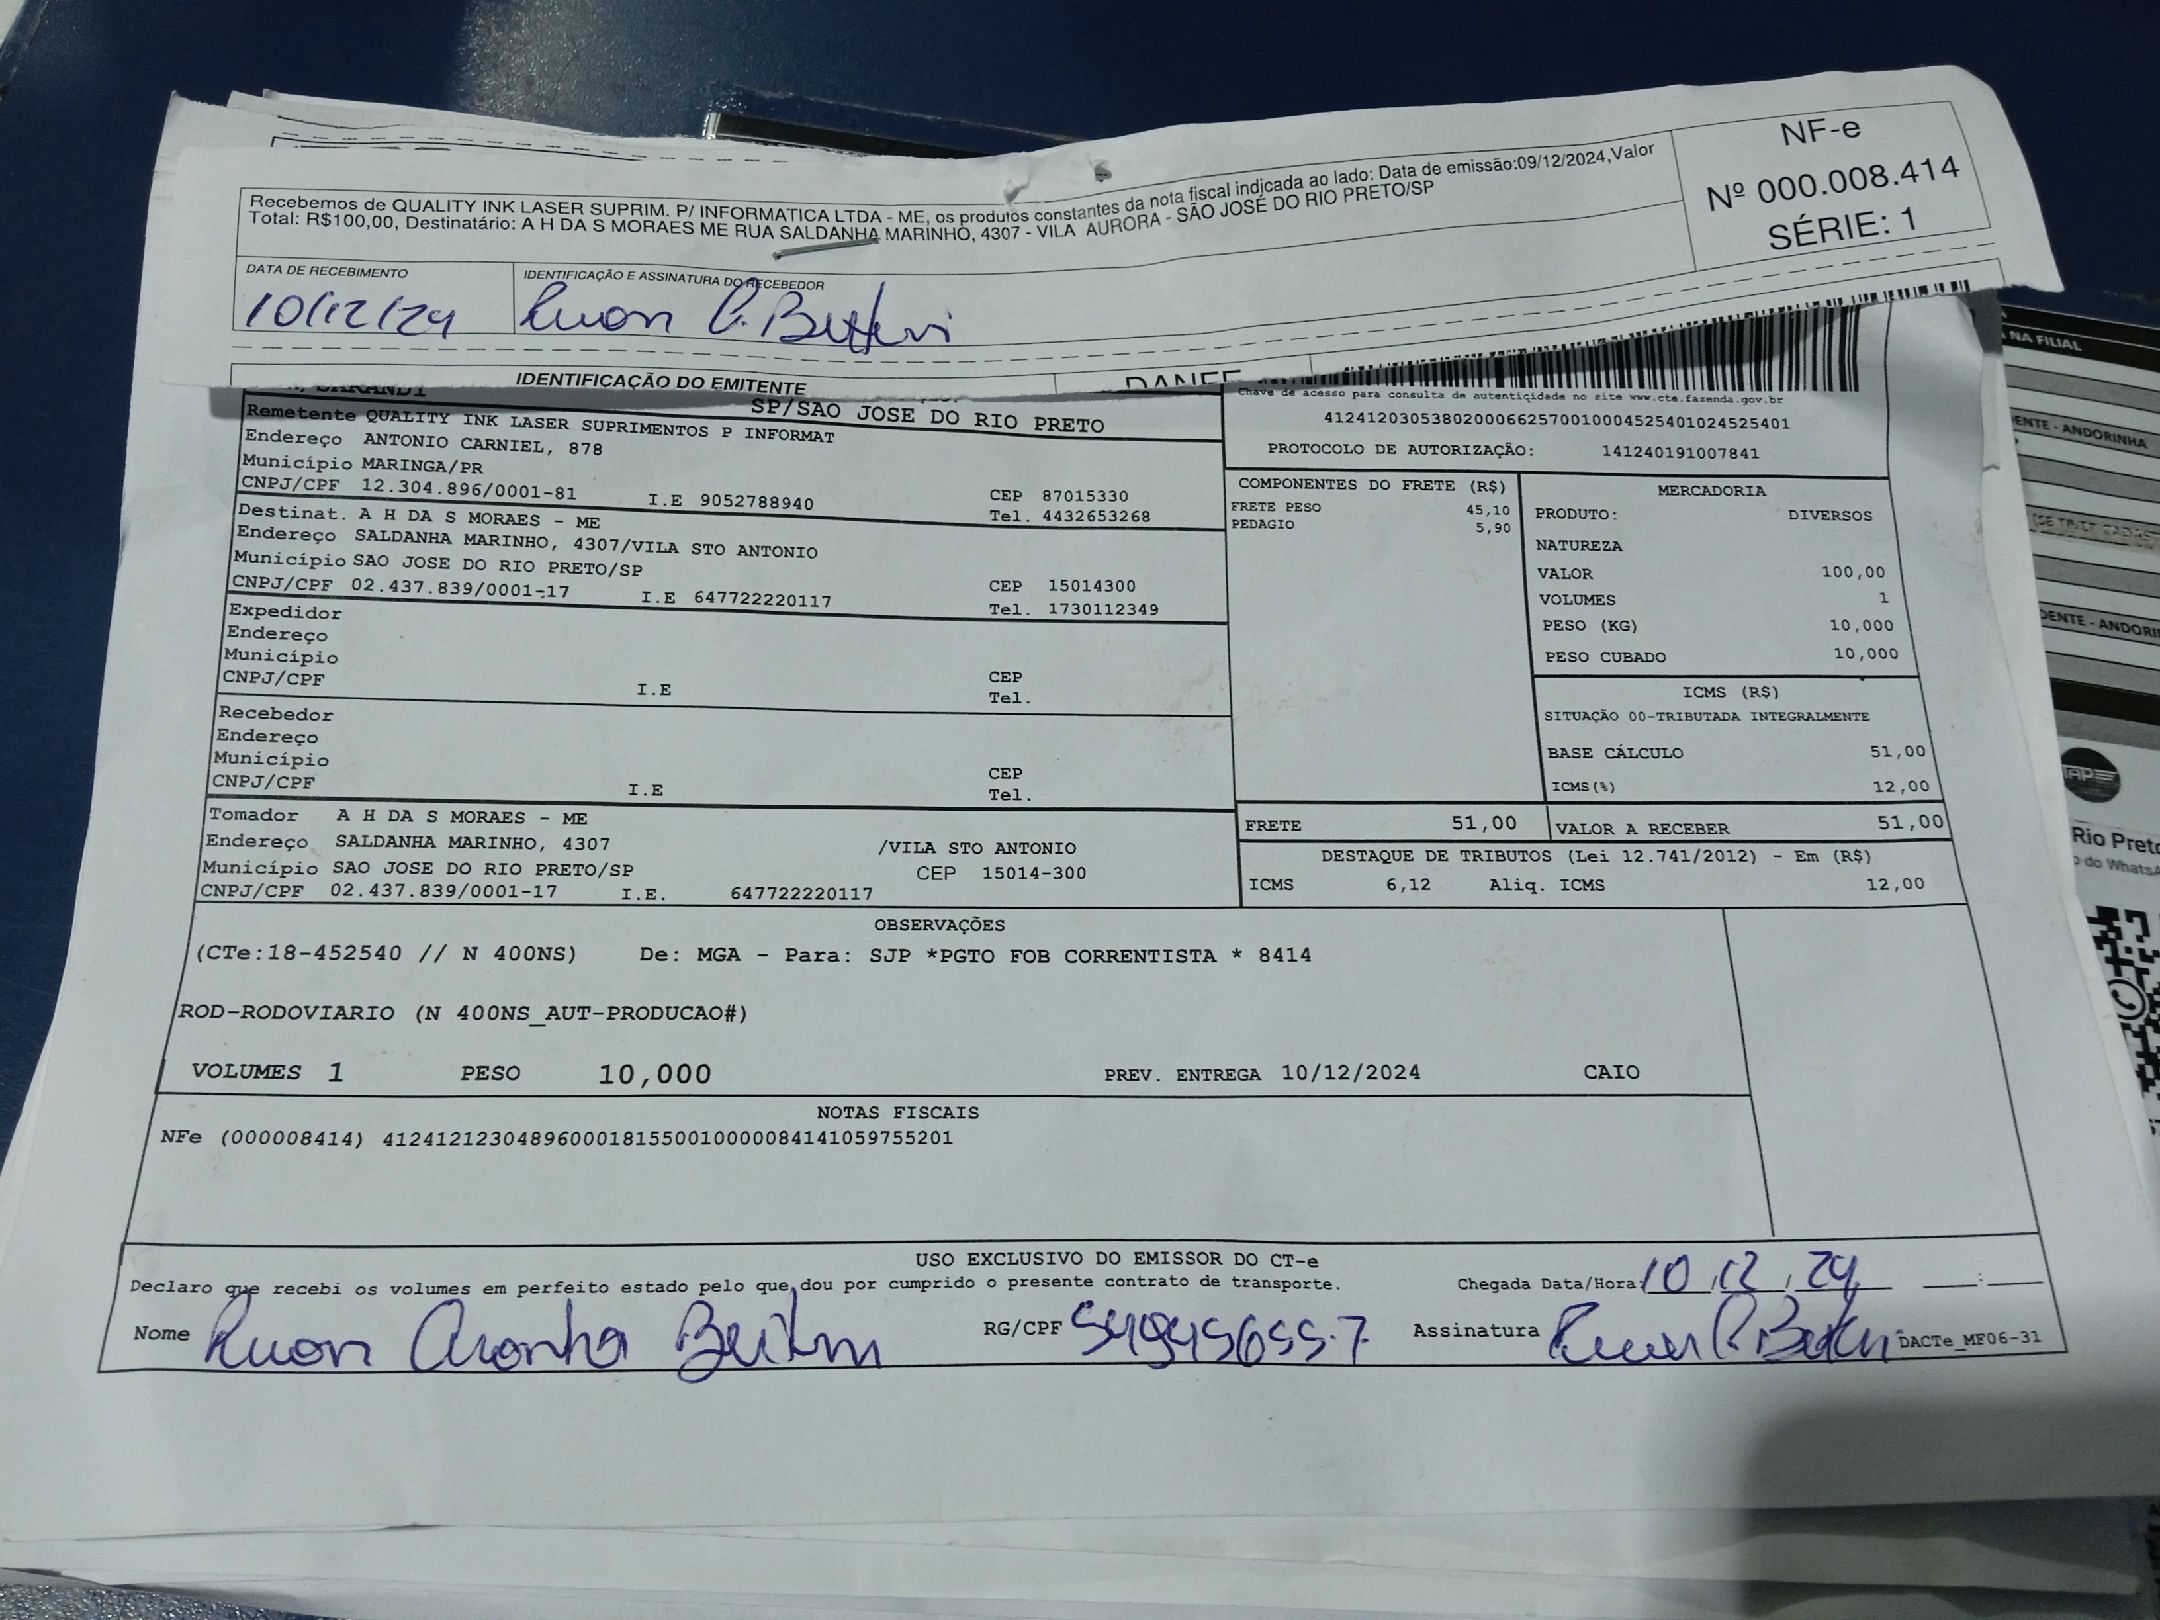 Recebemos de QUALITY INK LASER SUPRIM. P/ INFORMATICA LTDA - ME, os produtos constantes da nota fiscal indicada ao lado: Data de emissão:09/12/2024,Valor
Total: R$100,00, Destinatário: A H DA S MORAES ME RUA SALDANHA MARINHO, 4307 - VILA AURORA - SÃO JOSÉ DO RIO PRETO/SP
NF-e
Nº 000.008.414
SÉRIE: 1
DATA DE RECEBIMENTO
10/12/24
IDENTIFICAÇÃO E ASSINATURA DO RECEBEDOR
IDENTIFICAÇÃO DO EMITENTE
DANFE
SP/SAO JOSE DO RIO PRETO
Remetente QUALITY INK LASER SUPRIMENTOS P INFORMAT
Endereço ANTONIO CARNIEL, 878
Município MARINGA/PR
CNPJ/CPF 12.304.896/0001-81 I.E 9052788940
CEP 87015330
Tel. 4432653268
Destinat. A H DA S MORAES - ME
Endereço SALDANHA MARINHO, 4307/VILA STO ANTONIO
Município SAO JOSE DO RIO PRETO/SP
CNPJ/CPF 02.437.839/0001-17 I.E 647722220117
CEP 15014300
Tel. 1730112349
Expedidor
Endereço
Município
CNPJ/CPF I.E
CEP
Tel.
Recebedor
Endereço
Município
CNPJ/CPF I.E
CEP
Tel.
Tomador A H DA S MORAES - ME
Endereço SALDANHA MARINHO, 4307 /VILA STO ANTONIO
Município SAO JOSE DO RIO PRETO/SP CEP 15014-300
CNPJ/CPF 02.437.839/0001-17 I.E. 647722220117
Chave de acesso para consulta de autenticidade no site www.cte.fazenda.gov.br
41241203053802000662570010004525401024525401
PROTOCOLO DE AUTORIZAÇÃO: 141240191007841
COMPONENTES DO FRETE (R$)
FRETE PESO 45,10
PEDAGIO 5,90
MERCADORIA
PRODUTO: DIVERSOS
NATUREZA
VALOR 100,00
VOLUMES 1
PESO (KG) 10,000
PESO CUBADO 10,000
ICMS (R$)
SITUAÇÃO 00-TRIBUTADA INTEGRALMENTE
BASE CÁLCULO 51,00
ICMS(%) 12,00
FRETE 51,00 VALOR A RECEBER 51,00
DESTAQUE DE TRIBUTOS (Lei 12.741/2012) - Em (R$)
ICMS 6,12 Aliq. ICMS 12,00
OBSERVAÇÕES
(CTe:18-452540 // N 400NS) De: MGA - Para: SJP *PGTO FOB CORRENTISTA * 8414
ROD-RODOVIARIO (N 400NS_AUT-PRODUCAO#)
VOLUMES 1 PESO 10,000 PREV. ENTREGA 10/12/2024 CAIO
NOTAS FISCAIS
NFe (000008414) 41241212304896000181550010000084141059755201
USO EXCLUSIVO DO EMISSOR DO CT-e
Declaro que recebi os volumes em perfeito estado pelo que dou por cumprido o presente contrato de transporte. Chegada Data/Hora 10/12/24 __:__
Nome RG/CPF 54945655-7 Assinatura DACTe_MF06-31
NA FILIAL
ENTE - ANDORINHA
DENTE - ANDORI
Rio Preto
do Whats